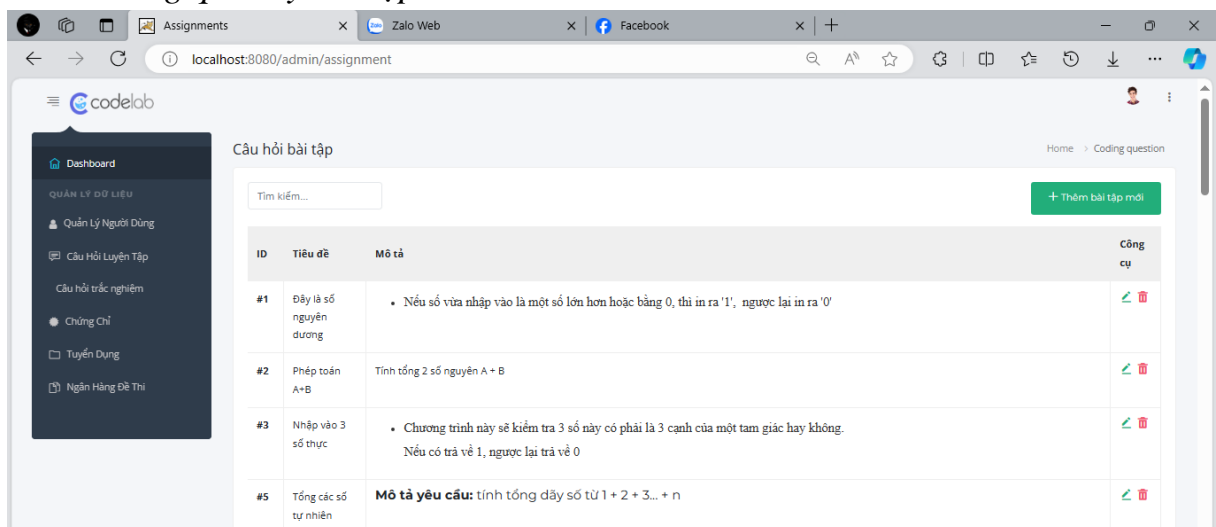 Assignments
Zalo Web
Facebook
localhost:8080/admin/assignment
codelab
Dashboard
QUẢN LÝ DỮ LIỆU
Quản Lý Người Dùng
Câu Hỏi Luyện Tập
Câu hỏi trắc nghiệm
Chứng Chỉ
Tuyển Dụng
Ngân Hàng Đề Thi
Câu hỏi bài tập
Home > Coding question
Tìm kiếm...
+ Thêm bài tập mới
ID Tiêu đề Mô tả Công
cụ
#1 Đây là số • Nếu số vừa nhập vào là một số lớn hơn hoặc bằng 0, thì in ra '1', ngược lại in ra '0'
nguyên
dương
#2 Phép toán Tính tổng 2 số nguyên A + B
A+B
#3 Nhập vào 3 • Chương trình này sẽ kiểm tra 3 số này có phải là 3 cạnh của một tam giác hay không.
số thực Nếu có trả về 1, ngược lại trả về 0
#5 Tổng các số Mô tả yêu cầu: tính tổng dãy số từ 1 + 2 + 3... + n
tự nhiên